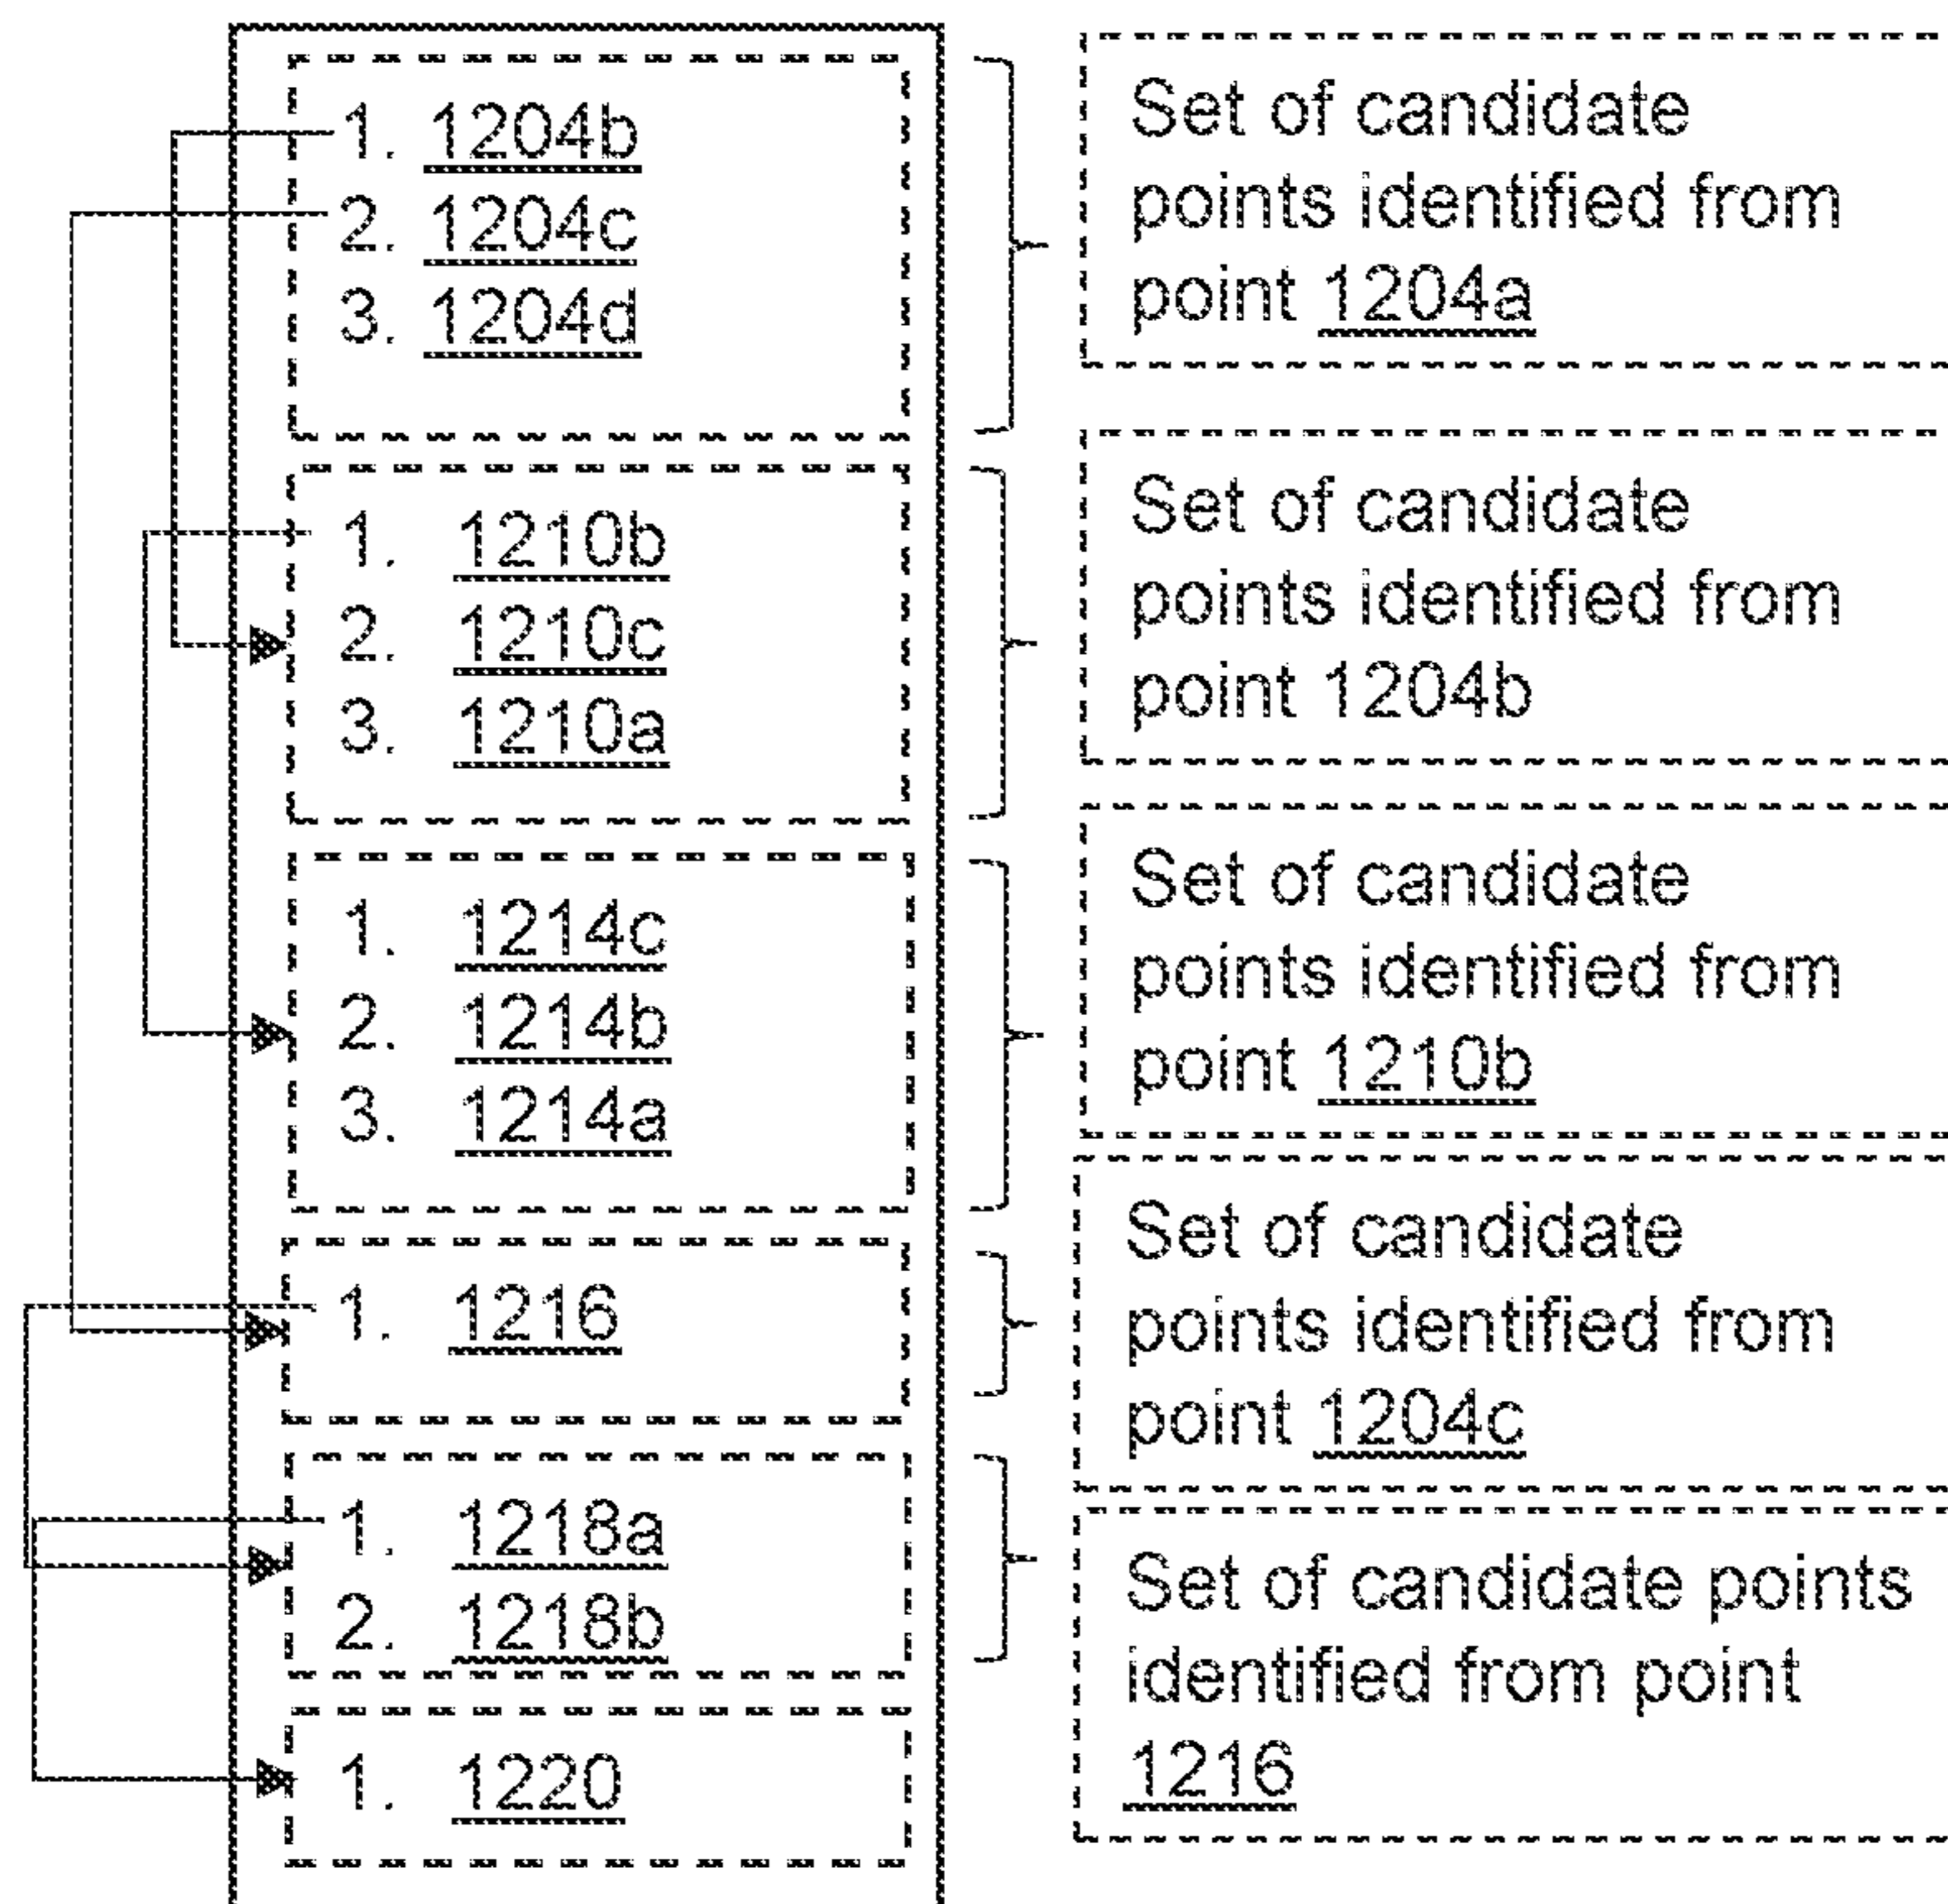 1. 1204b
2. 1204c
3. 1204d
Set of candidate
points identified from
point 1204a
1. 1210b
2. 1210c
3. 1210a
Set of candidate
points identified from
point 1204b
1. 1214c
2. 1214b
3. 1214a
Set of candidate
points identified from
point 1210b
1. 1216
Set of candidate
points identified from
point 1204c
1. 1218a
2. 1218b
Set of candidate points
identified from point
1216
1. 1220